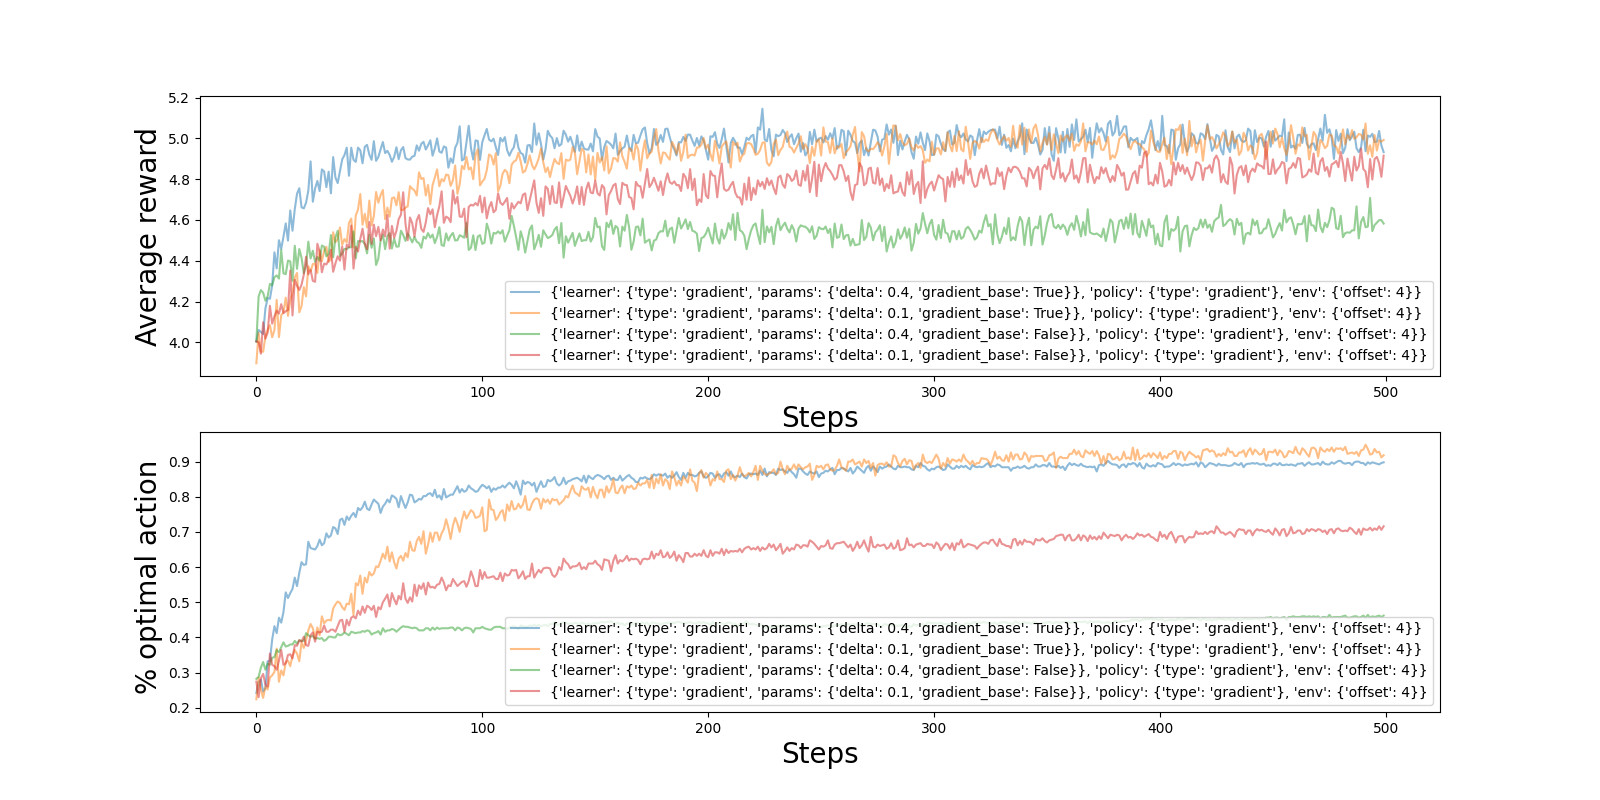 5.2
5.0
4.8
4.6
4.4
4.2
4.0
Average reward
{'learner': {'type': 'gradient', 'params': {'delta': 0.4, 'gradient_base': True}}, 'policy': {'type': 'gradient'}, 'env': {'offset': 4}}
{'learner': {'type': 'gradient', 'params': {'delta': 0.1, 'gradient_base': True}}, 'policy': {'type': 'gradient'}, 'env': {'offset': 4}}
{'learner': {'type': 'gradient', 'params': {'delta': 0.4, 'gradient_base': False}}, 'policy': {'type': 'gradient'}, 'env': {'offset': 4}}
{'learner': {'type': 'gradient', 'params': {'delta': 0.1, 'gradient_base': False}}, 'policy': {'type': 'gradient'}, 'env': {'offset': 4}}
0 100 200 300 400 500
Steps
0.9
0.8
0.7
0.6
0.5
0.4
0.3
0.2
% optimal action
{'learner': {'type': 'gradient', 'params': {'delta': 0.4, 'gradient_base': True}}, 'policy': {'type': 'gradient'}, 'env': {'offset': 4}}
{'learner': {'type': 'gradient', 'params': {'delta': 0.1, 'gradient_base': True}}, 'policy': {'type': 'gradient'}, 'env': {'offset': 4}}
{'learner': {'type': 'gradient', 'params': {'delta': 0.4, 'gradient_base': False}}, 'policy': {'type': 'gradient'}, 'env': {'offset': 4}}
{'learner': {'type': 'gradient', 'params': {'delta': 0.1, 'gradient_base': False}}, 'policy': {'type': 'gradient'}, 'env': {'offset': 4}}
0 100 200 300 400 500
Steps